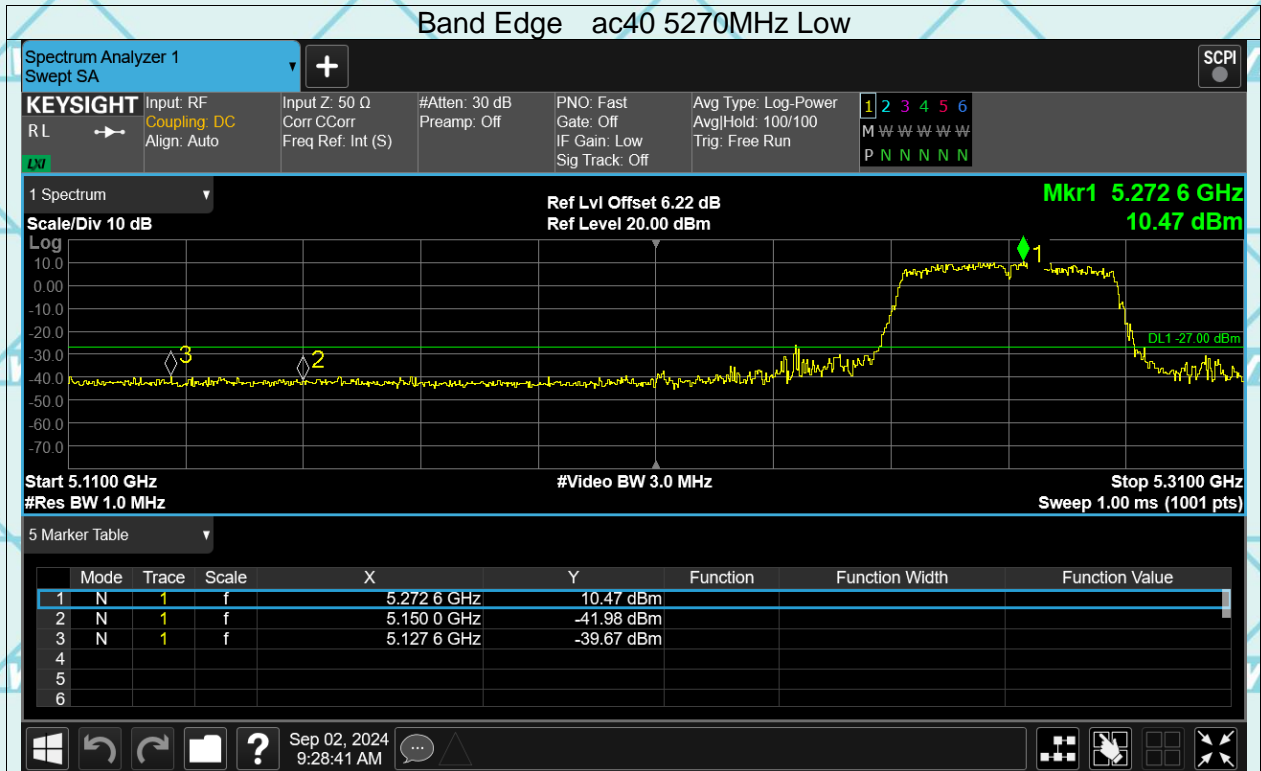 Band Edge ac40 5270MHz Low
Spectrum Analyzer 1
Swept SA
SCPI
KEYSIGHT
R L
LXI
Input: RF
Coupling: DC
Align: Auto
Input Z: 50 Ω
Corr CCorr
Freq Ref: Int (S)
#Atten: 30 dB
Preamp: Off
PNO: Fast
Gate: Off
IF Gain: Low
Sig Track: Off
Avg Type: Log-Power
Avg|Hold: 100/100
Trig: Free Run
1 2 3 4 5 6
M W W W W W
P N N N N N
1 Spectrum
Scale/Div 10 dB
Ref Lvl Offset 6.22 dB
Ref Level 20.00 dBm
Mkr1 5.272 6 GHz
10.47 dBm
Log
10.0
0.00
-10.0
-20.0
-30.0
-40.0
-50.0
-60.0
-70.0
1
2
3
DL1 -27.00 dBm
Start 5.1100 GHz
#Video BW 3.0 MHz
Stop 5.3100 GHz
#Res BW 1.0 MHz
Sweep 1.00 ms (1001 pts)
5 Marker Table
Mode Trace Scale X Y Function Function Width Function Value
1 N 1 f 5.272 6 GHz 10.47 dBm
2 N 1 f 5.150 0 GHz -41.98 dBm
3 N 1 f 5.127 6 GHz -39.67 dBm
4
5
6
?
Sep 02, 2024
9:28:41 AM